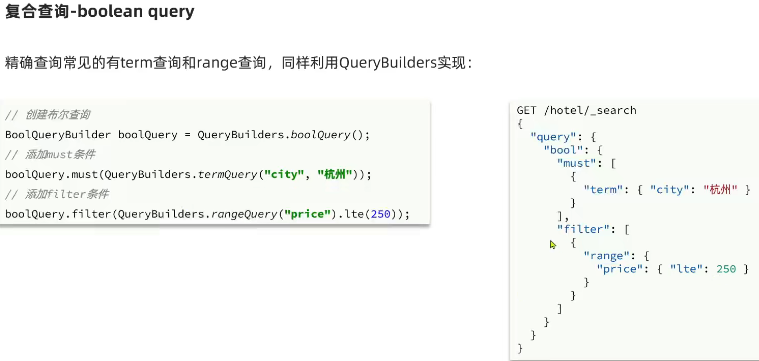 复合查询-boolean query
精确查询常见的有term查询和range查询，同样利用QueryBuilders实现：
// 创建布尔查询
BoolQueryBuilder boolQuery = QueryBuilders.boolQuery();
// 添加must条件
boolQuery.must(QueryBuilders.termQuery("city", "杭州"));
// 添加filter条件
boolQuery.filter(QueryBuilders.rangeQuery("price").lte(250));
GET /hotel/_search
{
  "query": {
    "bool": {
      "must": [
        {
          "term": { "city": "杭州" }
        }
      ],
      "filter": [
        {
          "range": {
            "price": { "lte": 250 }
          }
        }
      ]
    }
  }
}